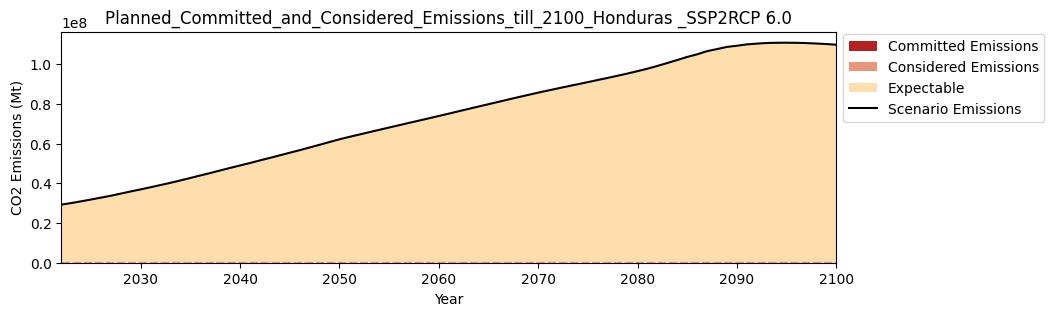 Planned_Committed_and_Considered_Emissions_till_2100_Honduras _SSP2RCP 6.0
1e8
CO2 Emissions (Mt)
1.0
0.8
0.6
0.4
0.2
0.0
2030 2040 2050 2060 2070 2080 2090 2100
Year
Committed Emissions
Considered Emissions
Expectable
Scenario Emissions